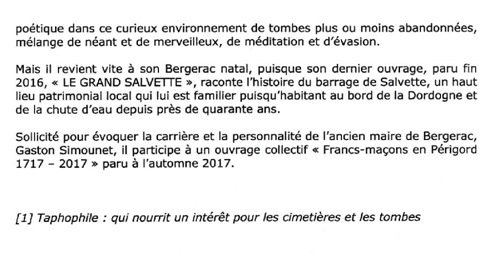 poétique dans ce curieux environnement de tombes plus ou moins abandonnées,
mélange de néant et de merveilleux, de méditation et d'évasion.
Mais il revient vite à son Bergerac natal, puisque son dernier ouvrage, paru fin
2016, « LE GRAND SALVETTE », raconte l'histoire du barrage de Salvette, un haut
lieu patrimonial local qui lui est familier puisqu'habitant au bord de la Dordogne et
de la chute d'eau depuis près de quarante ans.
Sollicité pour évoquer la carrière et la personnalité de l'ancien maire de Bergerac,
Gaston Simounet, il participe à un ouvrage collectif « Francs-maçons en Périgord
1717 – 2017 » paru à l'automne 2017.
[1] Taphophile : qui nourrit un intérêt pour les cimetières et les tombes